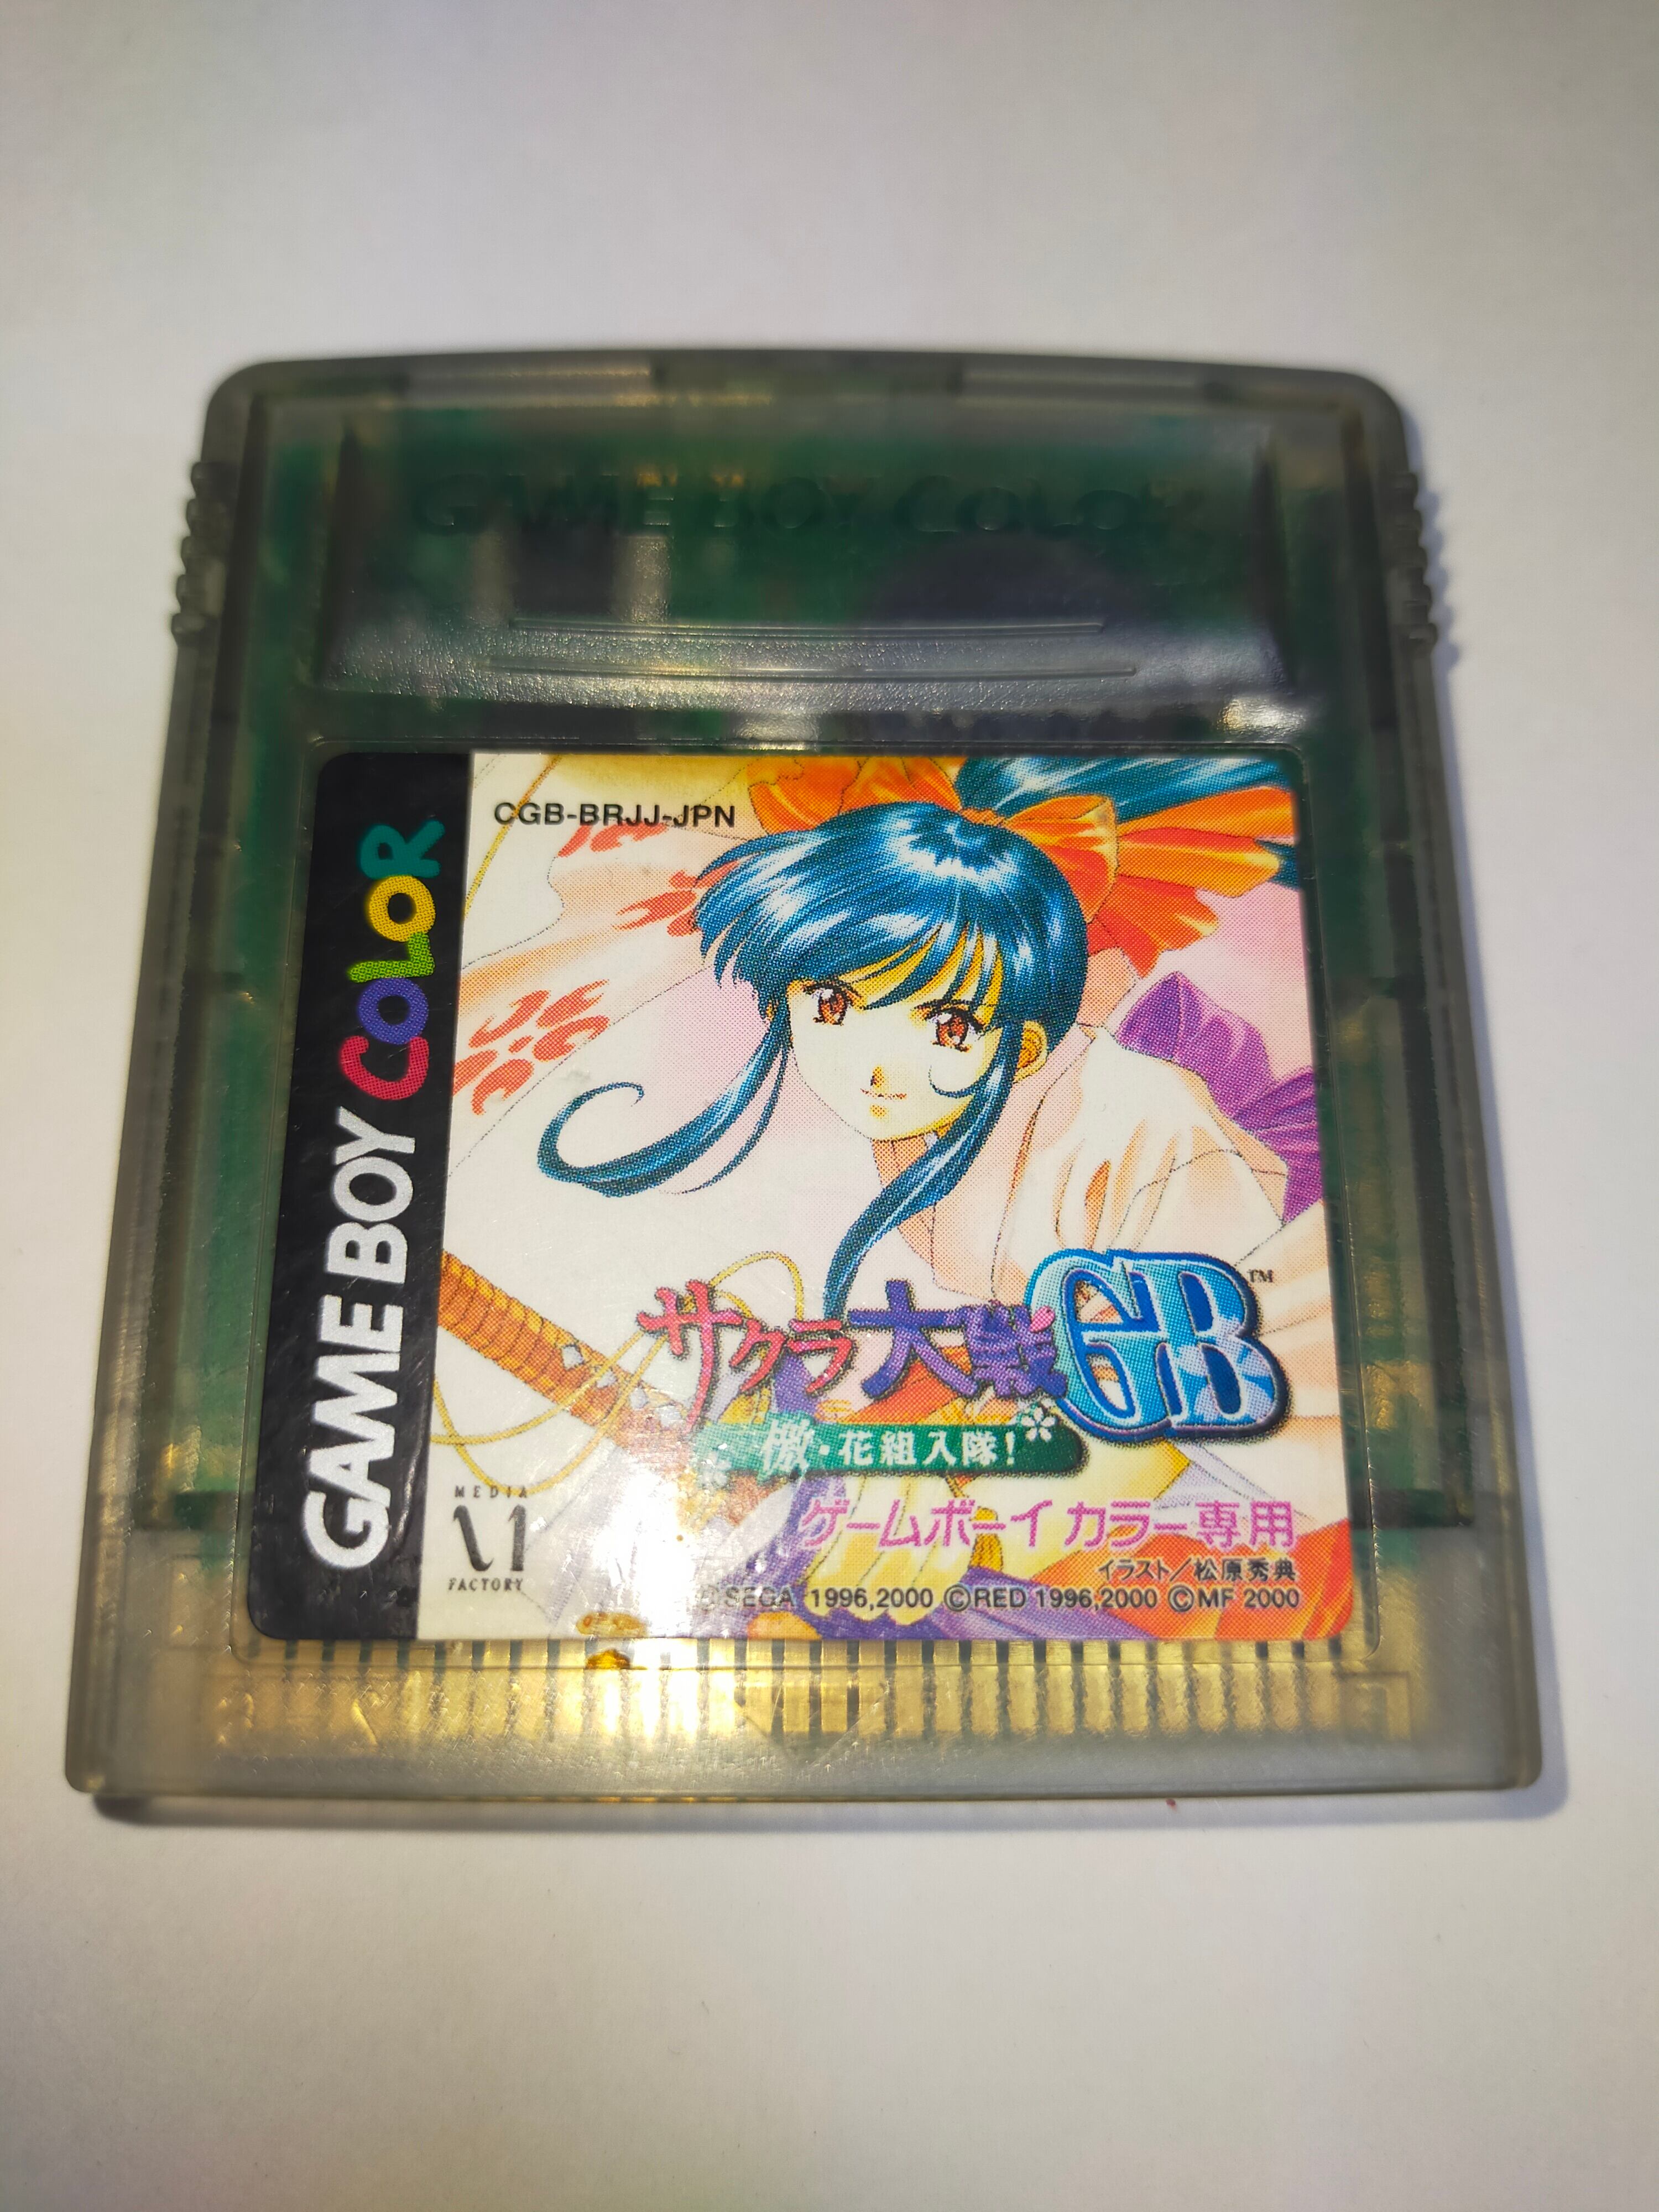 GAME BOY COLOR
GAME BOY COLOR
CGB-BRJJ-JPN
サクラ大戦GB™
檄・花組入隊!
ゲームボーイカラー専用
イラスト/松原秀典
©SEGA 1996,2000 ©RED 1996,2000 ©MF 2000
MEDIA
FACTORY